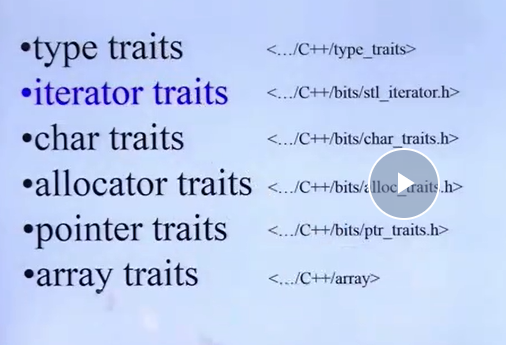 •type traits <…/C++/type_traits>
•iterator traits <…/C++/bits/stl_iterator.h>
•char traits <…/C++/bits/char_traits.h>
•allocator traits <…/C++/bits/alloc_traits.h>
•pointer traits <…/C++/bits/ptr_traits.h>
•array traits <…/C++/array>